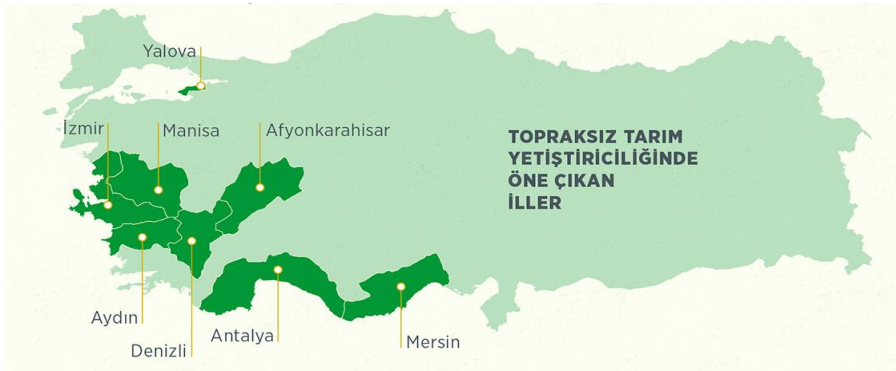 Yalova
İzmir
Manisa
Afyonkarahisar
TOPRAKSIZ TARIM
YETİŞTİRİCİLİĞİNDE
ÖNE ÇIKAN
İLLER
Aydın
Denizli
Antalya
Mersin